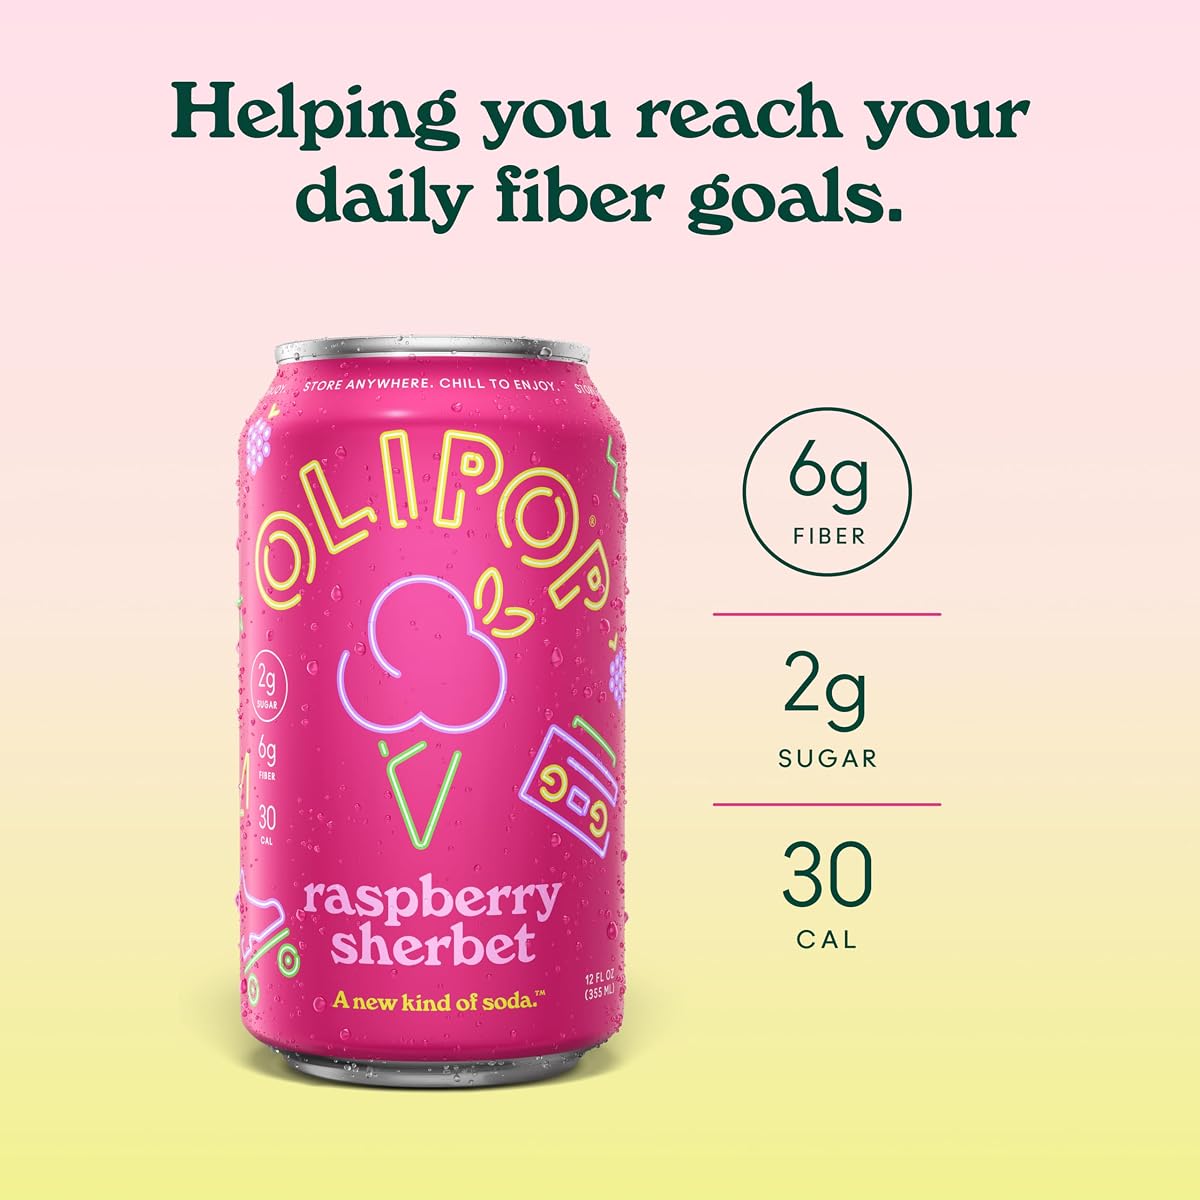 Helping you reach your
daily fiber goals.
STORE ANYWHERE. CHILL TO ENJOY.
OLIPOP®
2g
SUGAR
6g
FIBER
30
CAL
raspberry
sherbet
A new kind of soda.™
12 FL OZ
(355 ML)
6g
FIBER
2g
SUGAR
30
CAL